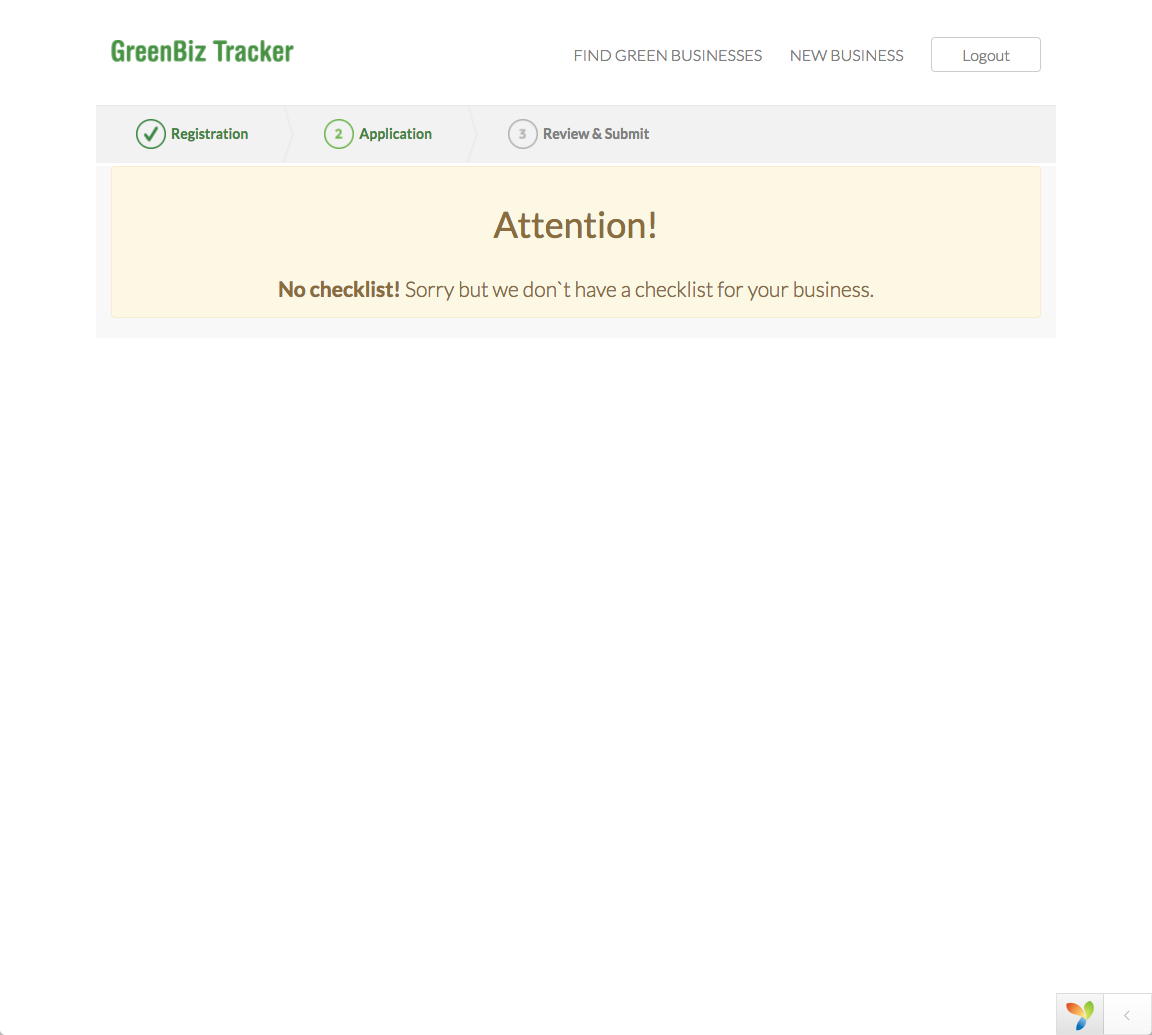 GreenBiz Tracker
FIND GREEN BUSINESSES
NEW BUSINESS
Logout
Registration
2 Application
3 Review & Submit
Attention!
No checklist! Sorry but we don`t have a checklist for your business.